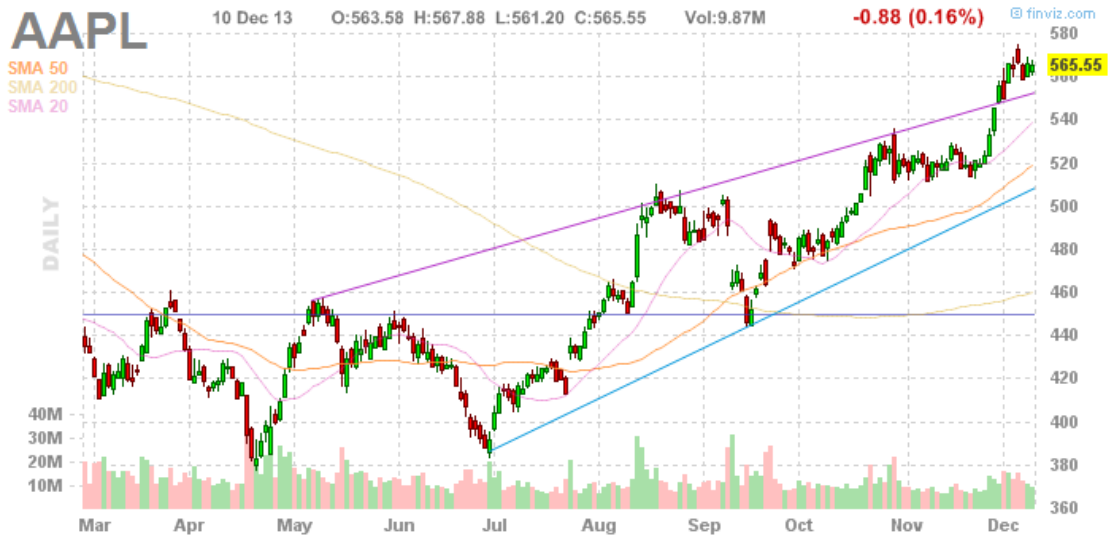 AAPL 10 Dec 13 O:563.58 H:567.88 L:561.20 C:565.55 Vol:9.87M -0.88 (0.16%) © finviz.com
SMA 50
SMA 200
SMA 20
DAILY
580
565.55
560
540
520
500
480
460
440
420
400
380
360
40M
30M
20M
10M
Mar Apr May Jun Jul Aug Sep Oct Nov Dec